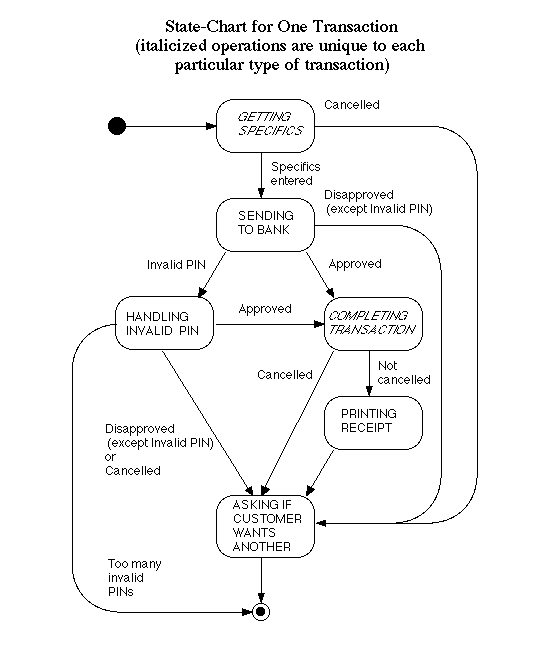 State-Chart for One Transaction
(italicized operations are unique to each
particular type of transaction)
Cancelled
GETTING
SPECIFICS
Specifics
entered
Disapproved
(except Invalid PIN)
SENDING
TO BANK
Invalid PIN
Approved
HANDLING
INVALID PIN
Approved
COMPLETING
TRANSACTION
Cancelled
Not
cancelled
PRINTING
RECEIPT
Disapproved
(except Invalid PIN)
or
Cancelled
ASKING IF
CUSTOMER
WANTS
ANOTHER
Too many
invalid
PINs